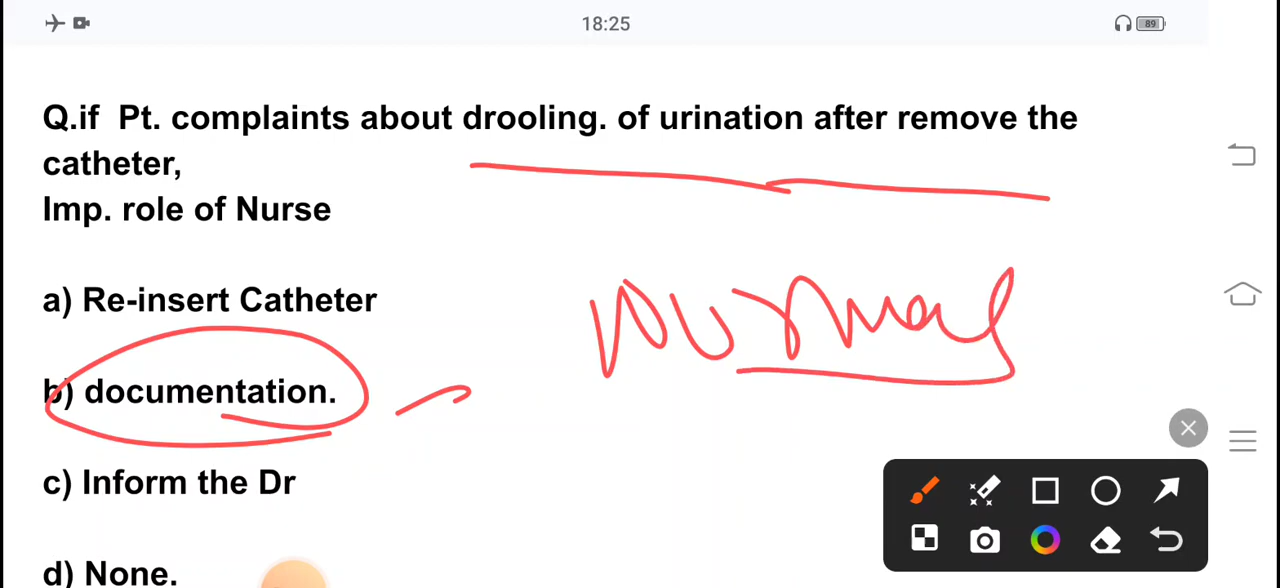 18:25
89
Q.if Pt. complaints about drooling. of urination after remove the
catheter,
Imp. role of Nurse
a) Re-insert Catheter
Normal
b) documentation.
c) Inform the Dr
d) None.